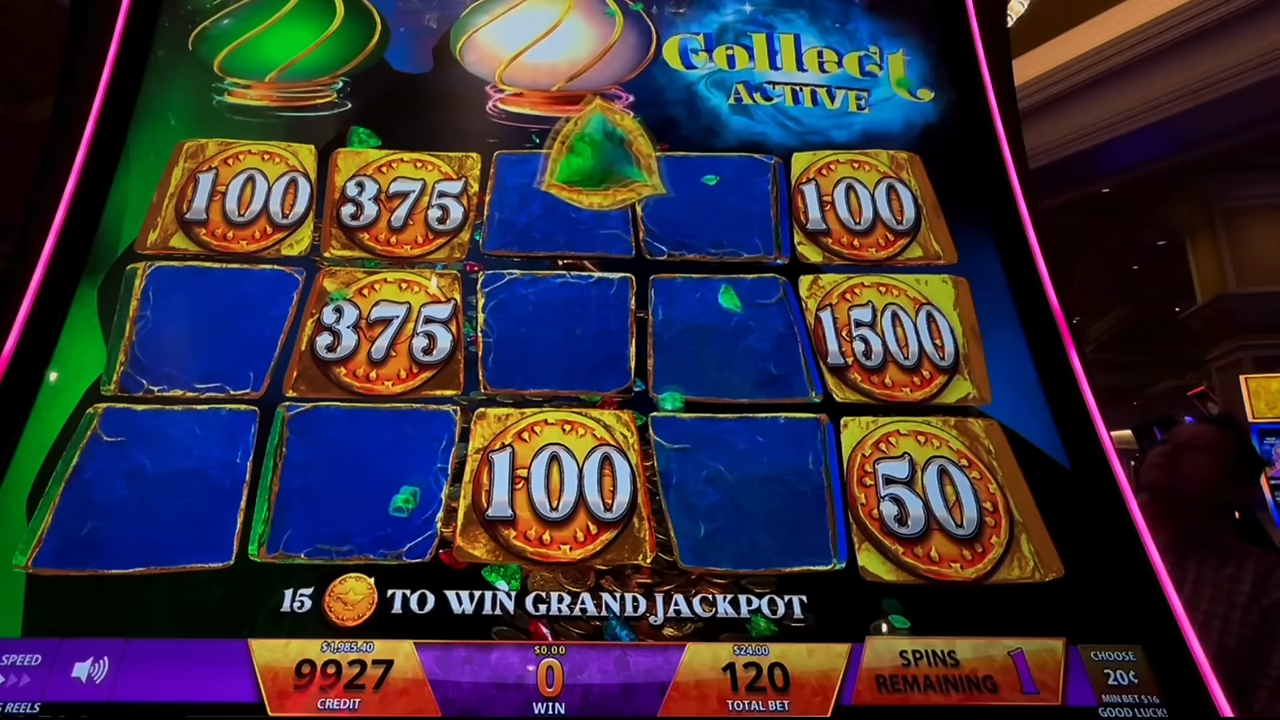 Collect
ACTIVE
100 375 100
375 1500
100 50
15 TO WIN GRAND JACKPOT
SPEED
REELS
$1,985.40
9927
CREDIT
$0.00
0
WIN
$24.00
120
TOTAL BET
SPINS
REMAINING 1
CHOOSE
20¢
MIN BET $16
GOOD LUCK!